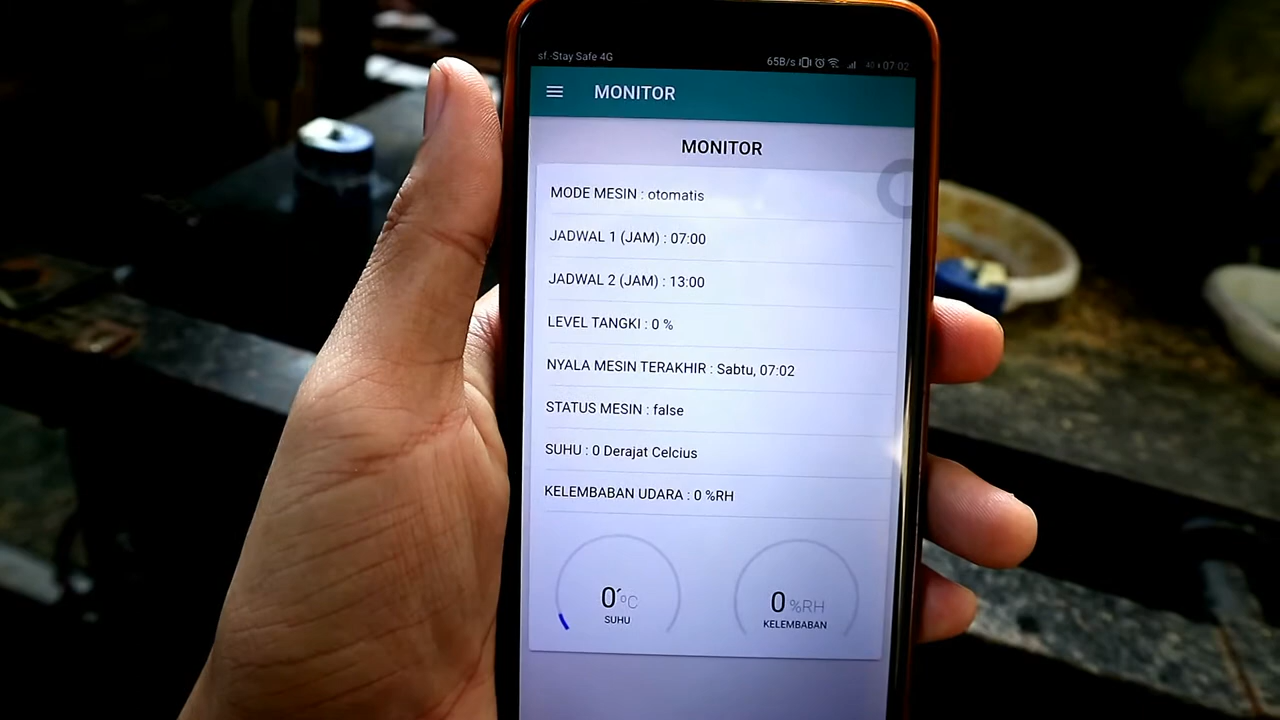 sf.-Stay Safe 4G 65B/s 07:02
MONITOR
MONITOR
MODE MESIN : otomatis
JADWAL 1 (JAM) : 07:00
JADWAL 2 (JAM) : 13:00
LEVEL TANGKI : 0 %
NYALA MESIN TERAKHIR : Sabtu, 07:02
STATUS MESIN : false
SUHU : 0 Derajat Celcius
KELEMBABAN UDARA : 0 %RH
0°C 0 %RH
SUHU KELEMBABAN